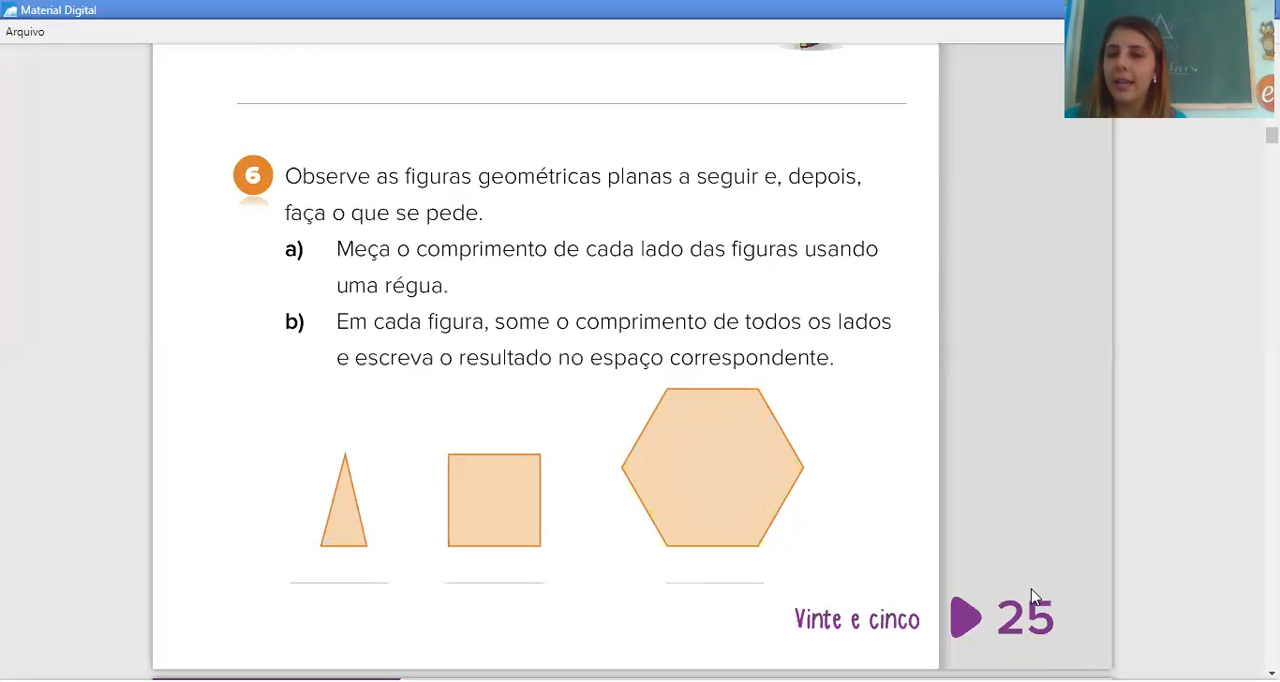 Material Digital
Arquivo
6 Observe as figuras geométricas planas a seguir e, depois,
faça o que se pede.
a) Meça o comprimento de cada lado das figuras usando
uma régua.
b) Em cada figura, some o comprimento de todos os lados
e escreva o resultado no espaço correspondente.
Vinte e cinco 25